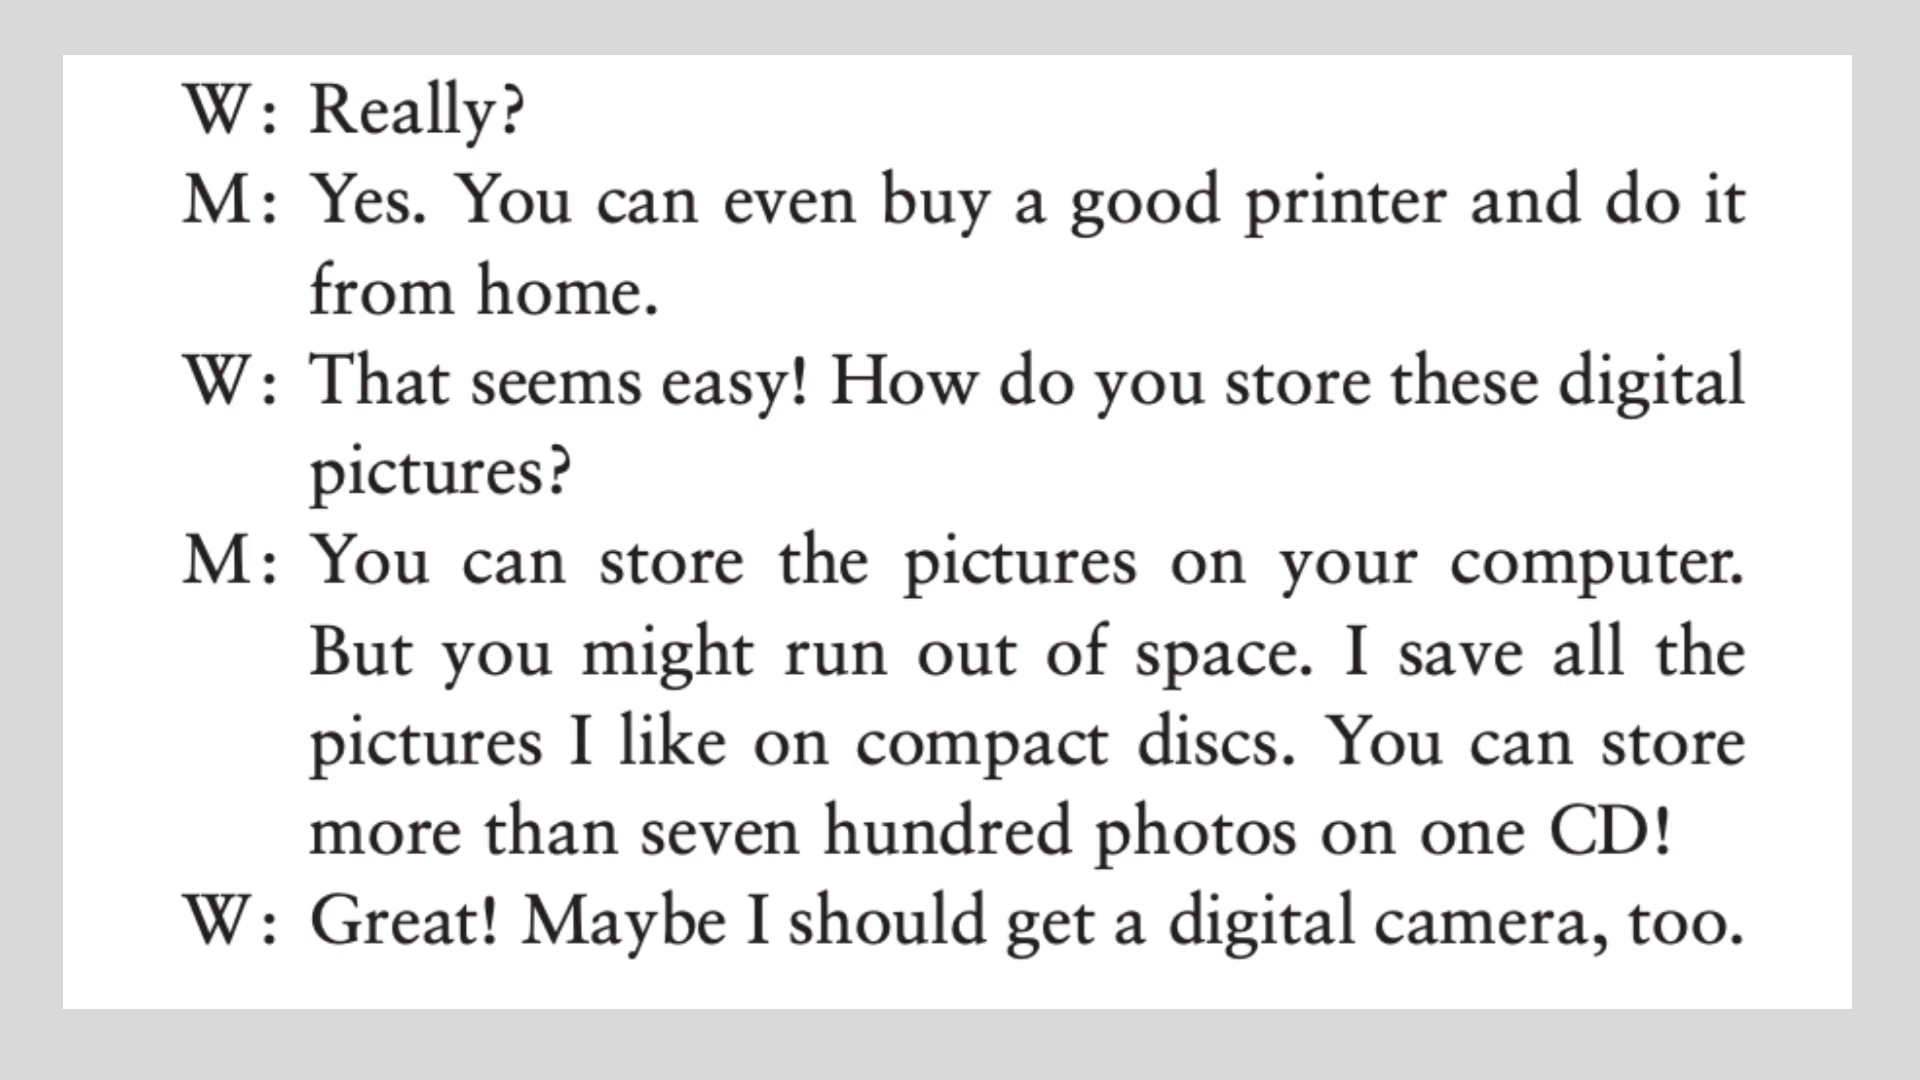 W: Really?
M: Yes. You can even buy a good printer and do it
from home.
W: That seems easy! How do you store these digital
pictures?
M: You can store the pictures on your computer.
But you might run out of space. I save all the
pictures I like on compact discs. You can store
more than seven hundred photos on one CD!
W: Great! Maybe I should get a digital camera, too.